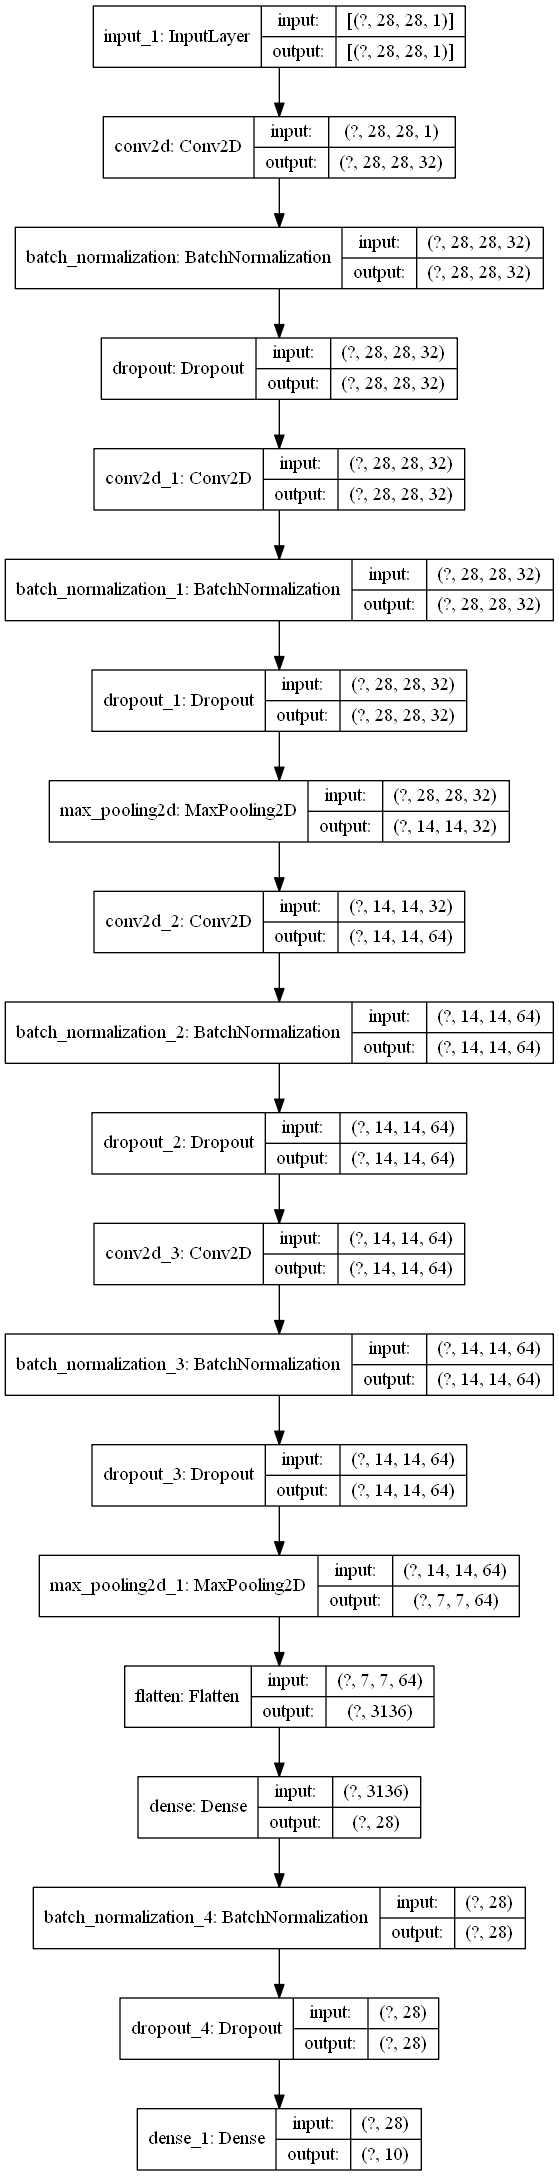 input_1: InputLayer
input: [(?, 28, 28, 1)]
output: [(?, 28, 28, 1)]
conv2d: Conv2D
input: (?, 28, 28, 1)
output: (?, 28, 28, 32)
batch_normalization: BatchNormalization
input: (?, 28, 28, 32)
output: (?, 28, 28, 32)
dropout: Dropout
input: (?, 28, 28, 32)
output: (?, 28, 28, 32)
conv2d_1: Conv2D
input: (?, 28, 28, 32)
output: (?, 28, 28, 32)
batch_normalization_1: BatchNormalization
input: (?, 28, 28, 32)
output: (?, 28, 28, 32)
dropout_1: Dropout
input: (?, 28, 28, 32)
output: (?, 28, 28, 32)
max_pooling2d: MaxPooling2D
input: (?, 28, 28, 32)
output: (?, 14, 14, 32)
conv2d_2: Conv2D
input: (?, 14, 14, 32)
output: (?, 14, 14, 64)
batch_normalization_2: BatchNormalization
input: (?, 14, 14, 64)
output: (?, 14, 14, 64)
dropout_2: Dropout
input: (?, 14, 14, 64)
output: (?, 14, 14, 64)
conv2d_3: Conv2D
input: (?, 14, 14, 64)
output: (?, 14, 14, 64)
batch_normalization_3: BatchNormalization
input: (?, 14, 14, 64)
output: (?, 14, 14, 64)
dropout_3: Dropout
input: (?, 14, 14, 64)
output: (?, 14, 14, 64)
max_pooling2d_1: MaxPooling2D
input: (?, 14, 14, 64)
output: (?, 7, 7, 64)
flatten: Flatten
input: (?, 7, 7, 64)
output: (?, 3136)
dense: Dense
input: (?, 3136)
output: (?, 28)
batch_normalization_4: BatchNormalization
input: (?, 28)
output: (?, 28)
dropout_4: Dropout
input: (?, 28)
output: (?, 28)
dense_1: Dense
input: (?, 28)
output: (?, 10)